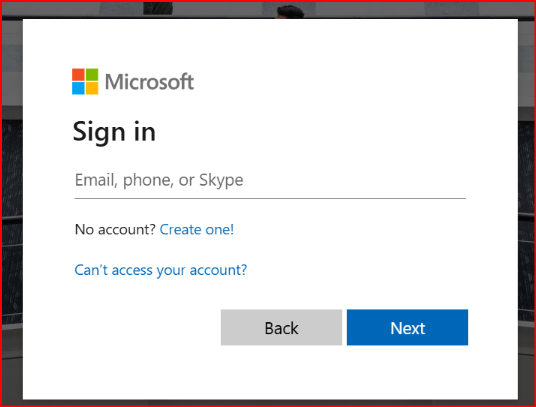 Microsoft
Sign in
Email, phone, or Skype
No account? Create one!
Can't access your account?
Back
Next